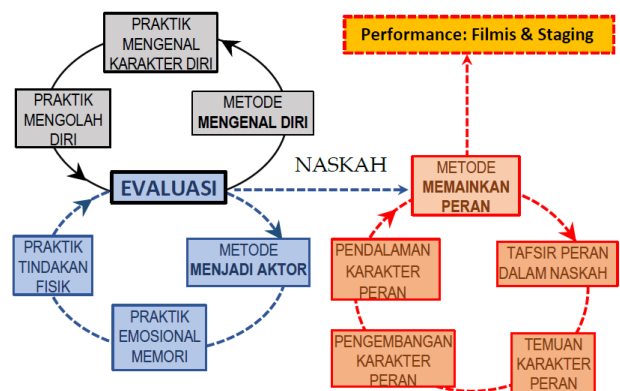 PRAKTIK
MENGENAL
KARAKTER DIRI
PRAKTIK
MENGOLAH
DIRI
METODE
MENGENAL DIRI
EVALUASI
PRAKTIK
TINDAKAN
FISIK
METODE
MENJADI AKTOR
PRAKTIK
EMOSIONAL
MEMORI
NASKAH
Performance: Filmis & Staging
METODE
MEMAINKAN
PERAN
PENDALAMAN
KARAKTER
PERAN
TAFSIR PERAN
DALAM NASKAH
PENGEMBANGAN
KARAKTER
PERAN
TEMUAN
KARAKTER
PERAN